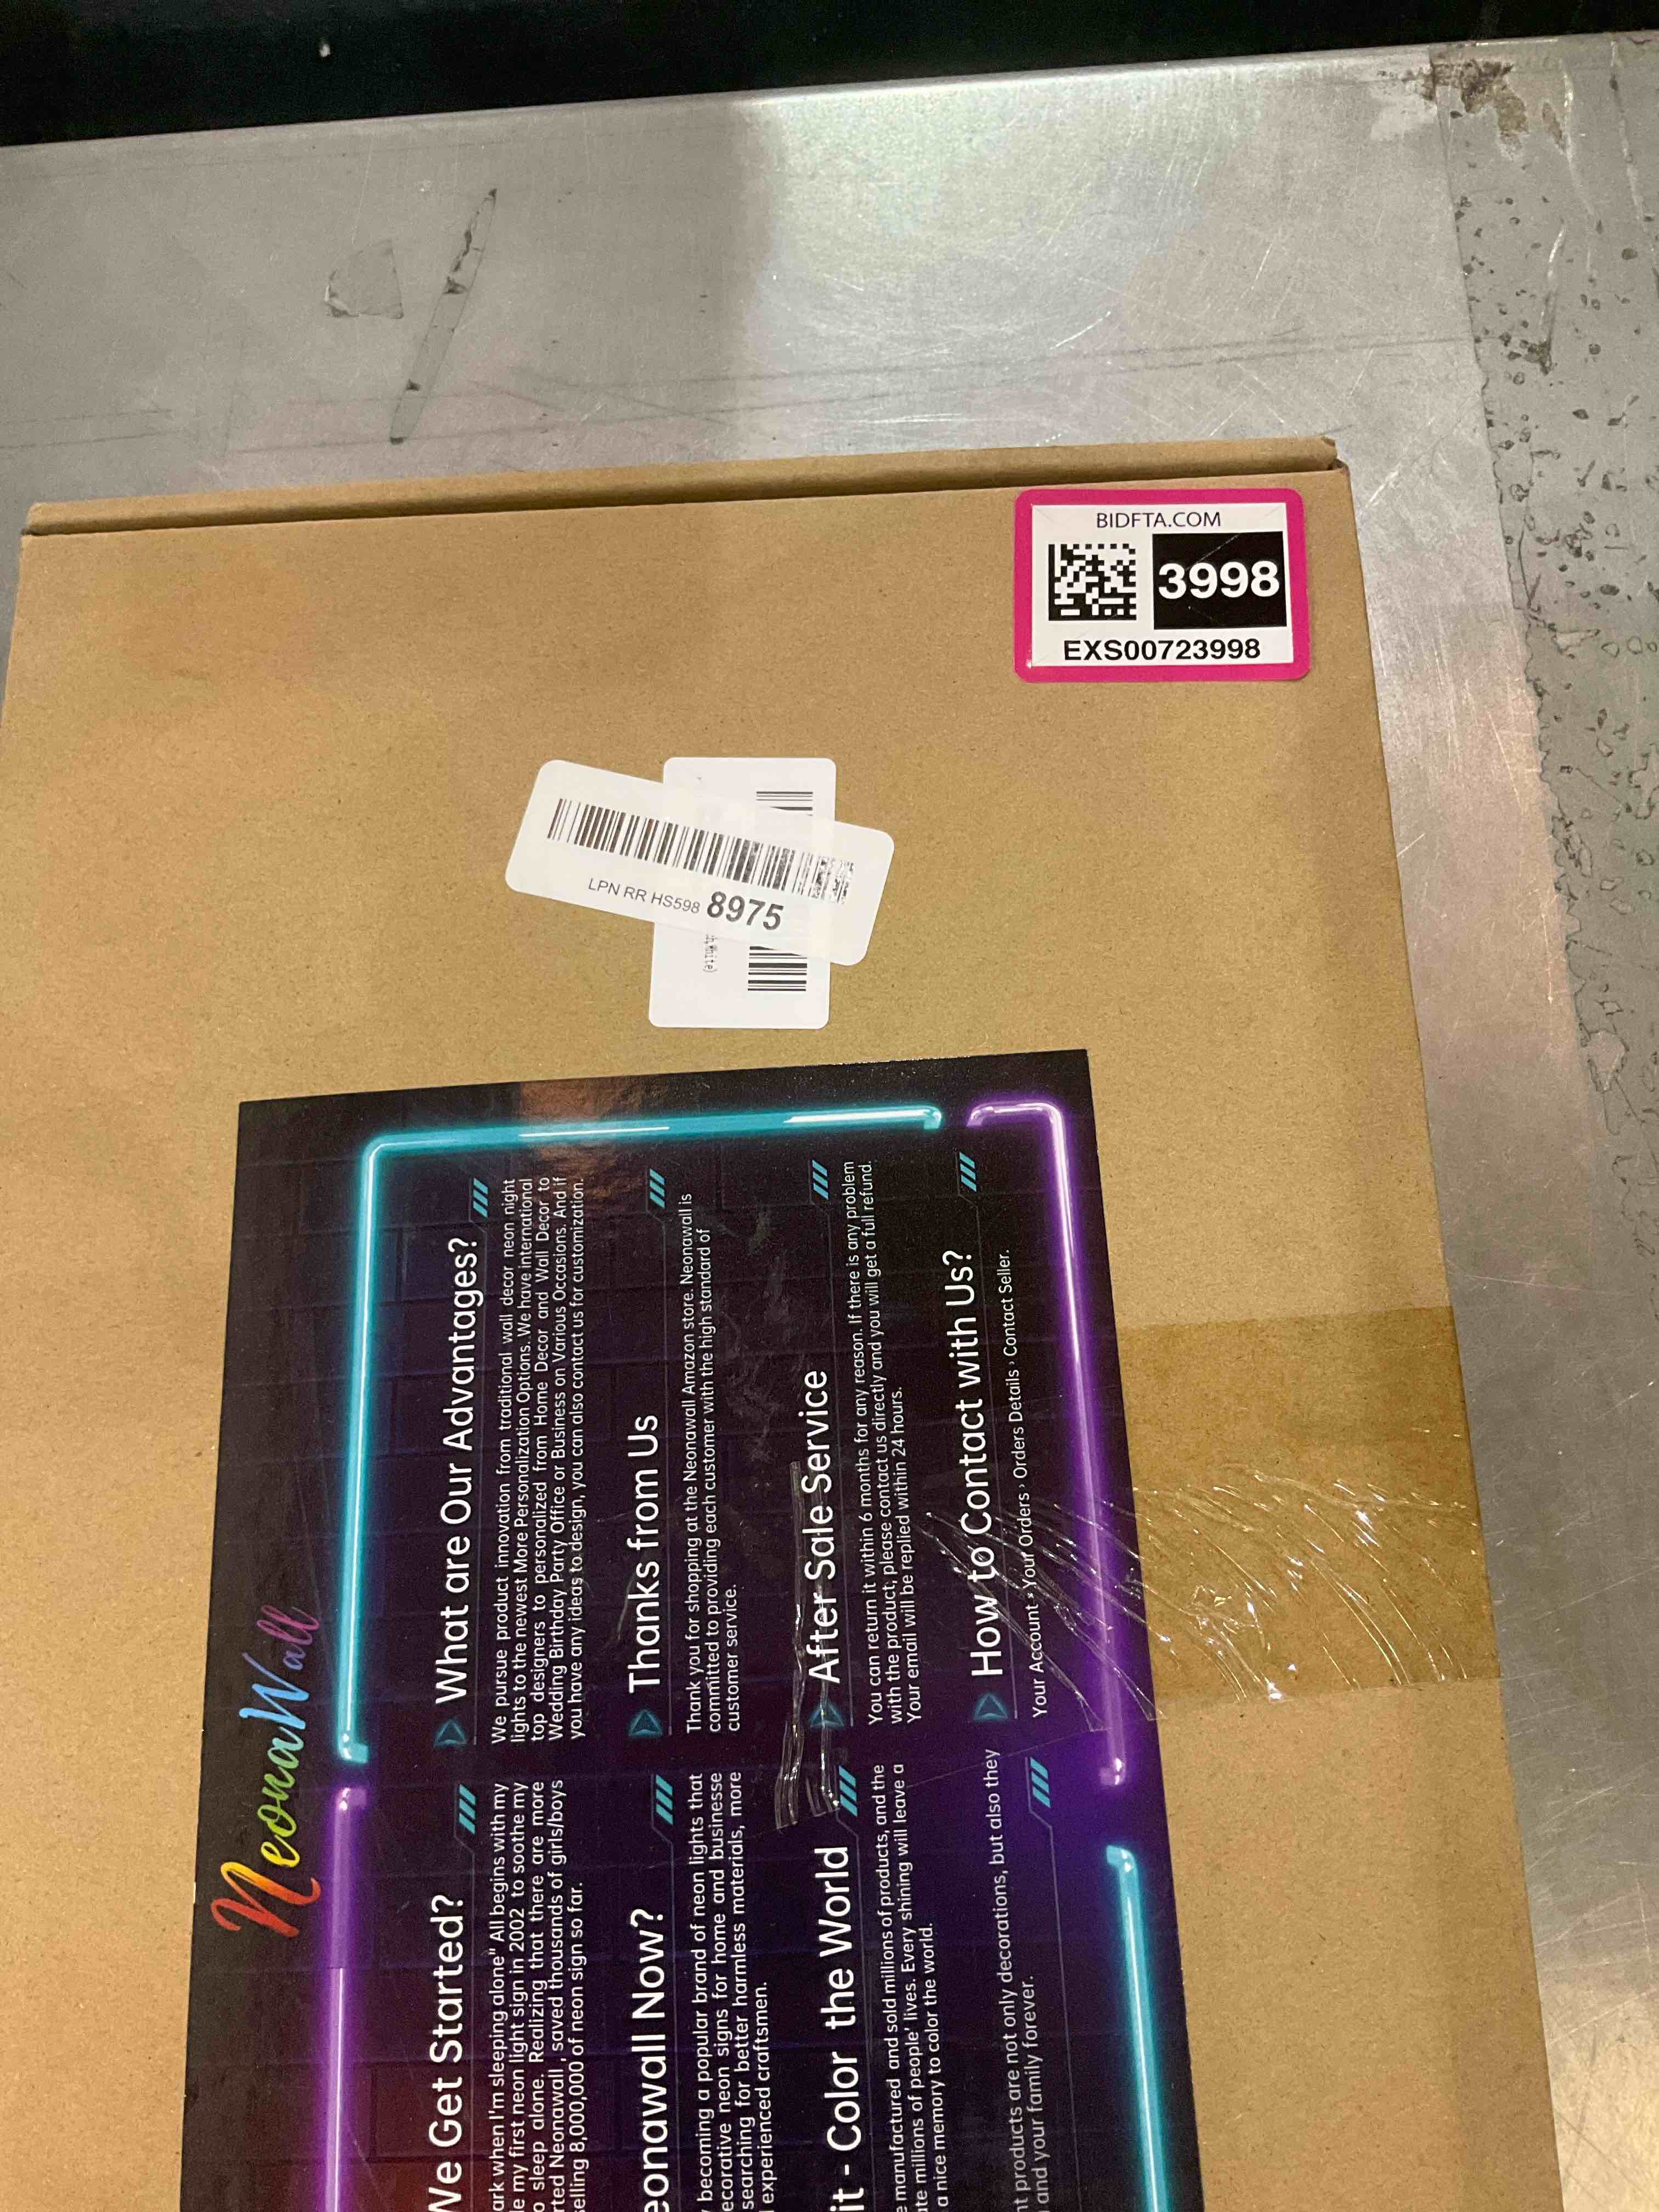 BIDFTA.COM
3998
EXS00723998
LPN RR HS598 8975
White)
NeonaWall
What are Our Advantages?
We pursue product innovation from traditional wall decor neon night
lights to the newest More Personalization Options. We have international
top designers to personalized from Home Decor and Wall Decor to
Wedding Birthday Party Office or Business on Various Occasions. And if
you have any ideas to design, you can also contact us for customization.
Thanks from Us
Thank you for shopping at the Neonawall Amazon store. Neonawall is
committed to providing each customer with the high standard of
customer service.
After Sale Service
You can return it within 6 months for any reason. If there is any problem
with the product, please contact us directly and you will get a full refund.
Your email will be replied within 24 hours.
How to Contact with Us?
Your Account › Your Orders › Orders Details › Contact Seller.
We Get Started?
ark when I'm sleeping alone" All begins with my
e my first neon light sign in 2002 to soothe my
o sleep alone. Realizing that there are more
rted Neonawall , saved thousands of girls/boys
selling 8,000,000 of neon sign so far.
eonawall Now?
becoming a popular brand of neon lights that
ecorative neon signs for home and businesse
searching for better harmless materials, more
experienced craftsmen.
it - Color the World
e manufactured and sold millions of products, and the
te millions of people' lives. Every shining will leave a
a nice memory to color the world.
nt products are not only decorations, but also they
and your family forever.